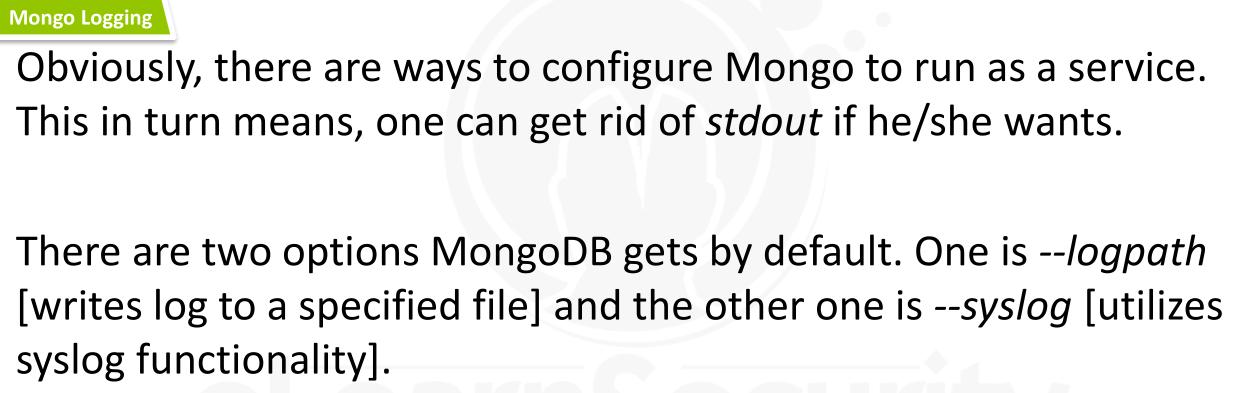 Mongo Logging
Obviously, there are ways to configure Mongo to run as a service.
This in turn means, one can get rid of stdout if he/she wants.
There are two options MongoDB gets by default. One is --logpath
[writes log to a specified file] and the other one is --syslog [utilizes
syslog functionality].
eLearnSecurity